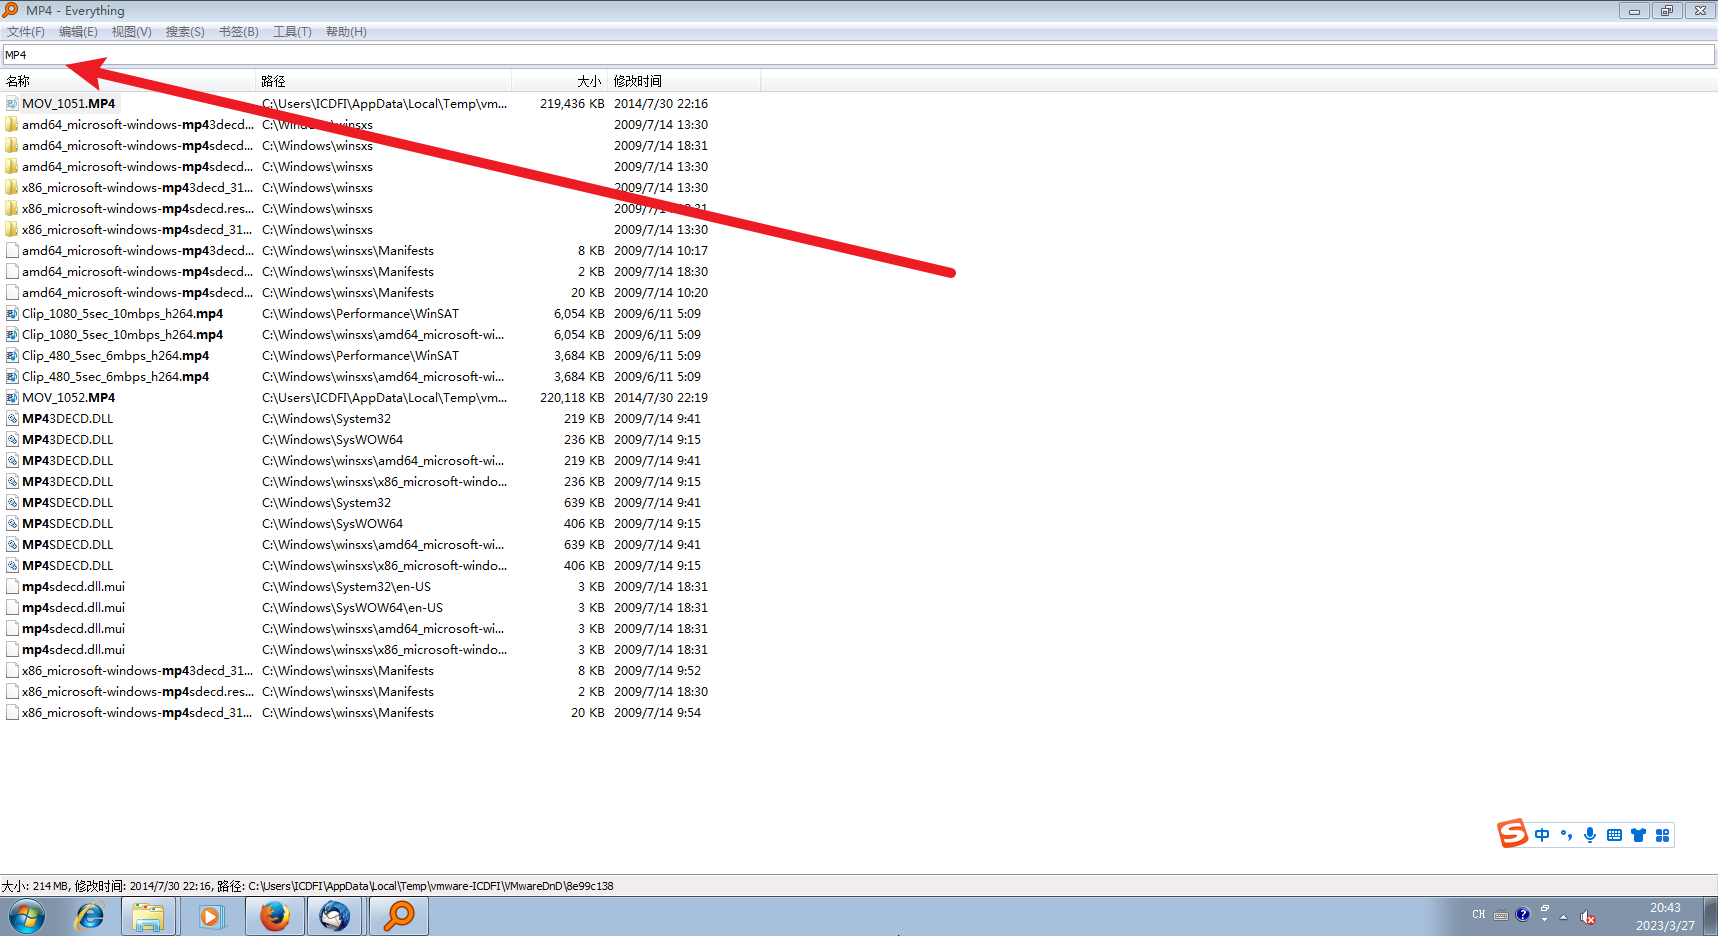 MP4 - Everything
文件(F) 编辑(E) 视图(V) 搜索(S) 书签(B) 工具(T) 帮助(H)
MP4
名称 路径 大小 修改时间
MOV_1051.MP4 C:\Users\ICDFI\AppData\Local\Temp\vm... 219,436 KB 2014/7/30 22:16
amd64_microsoft-windows-mp43decd... C:\Windows\winsxs 2009/7/14 13:30
amd64_microsoft-windows-mp4sdecd... C:\Windows\winsxs 2009/7/14 18:31
amd64_microsoft-windows-mp4sdecd... C:\Windows\winsxs 2009/7/14 13:30
x86_microsoft-windows-mp43decd_31... C:\Windows\winsxs 2009/7/14 13:30
x86_microsoft-windows-mp4sdecd.res... C:\Windows\winsxs 2009/7/14 18:31
x86_microsoft-windows-mp4sdecd_31... C:\Windows\winsxs 2009/7/14 13:30
amd64_microsoft-windows-mp43decd... C:\Windows\winsxs\Manifests 8 KB 2009/7/14 10:17
amd64_microsoft-windows-mp4sdecd... C:\Windows\winsxs\Manifests 2 KB 2009/7/14 18:30
amd64_microsoft-windows-mp4sdecd... C:\Windows\winsxs\Manifests 20 KB 2009/7/14 10:20
Clip_1080_5sec_10mbps_h264.mp4 C:\Windows\Performance\WinSAT 6,054 KB 2009/6/11 5:09
Clip_1080_5sec_10mbps_h264.mp4 C:\Windows\winsxs\amd64_microsoft-wi... 6,054 KB 2009/6/11 5:09
Clip_480_5sec_6mbps_h264.mp4 C:\Windows\Performance\WinSAT 3,684 KB 2009/6/11 5:09
Clip_480_5sec_6mbps_h264.mp4 C:\Windows\winsxs\amd64_microsoft-wi... 3,684 KB 2009/6/11 5:09
MOV_1052.MP4 C:\Users\ICDFI\AppData\Local\Temp\vm... 220,118 KB 2014/7/30 22:19
MP43DECD.DLL C:\Windows\System32 219 KB 2009/7/14 9:41
MP43DECD.DLL C:\Windows\SysWOW64 236 KB 2009/7/14 9:15
MP43DECD.DLL C:\Windows\winsxs\amd64_microsoft-wi... 219 KB 2009/7/14 9:41
MP43DECD.DLL C:\Windows\winsxs\x86_microsoft-windo... 236 KB 2009/7/14 9:15
MP4SDECD.DLL C:\Windows\System32 639 KB 2009/7/14 9:41
MP4SDECD.DLL C:\Windows\SysWOW64 406 KB 2009/7/14 9:15
MP4SDECD.DLL C:\Windows\winsxs\amd64_microsoft-wi... 639 KB 2009/7/14 9:41
MP4SDECD.DLL C:\Windows\winsxs\x86_microsoft-windo... 406 KB 2009/7/14 9:15
mp4sdecd.dll.mui C:\Windows\System32\en-US 3 KB 2009/7/14 18:31
mp4sdecd.dll.mui C:\Windows\SysWOW64\en-US 3 KB 2009/7/14 18:31
mp4sdecd.dll.mui C:\Windows\winsxs\amd64_microsoft-wi... 3 KB 2009/7/14 18:31
mp4sdecd.dll.mui C:\Windows\winsxs\x86_microsoft-windo... 3 KB 2009/7/14 18:31
x86_microsoft-windows-mp43decd_31... C:\Windows\winsxs\Manifests 8 KB 2009/7/14 9:52
x86_microsoft-windows-mp4sdecd.res... C:\Windows\winsxs\Manifests 2 KB 2009/7/14 18:30
x86_microsoft-windows-mp4sdecd_31... C:\Windows\winsxs\Manifests 20 KB 2009/7/14 9:54
中
大小: 214 MB, 修改时间: 2014/7/30 22:16, 路径: C:\Users\ICDFI\AppData\Local\Temp\vmware-ICDFI\VMwareDnD\8e99c138
CH 20:43
2023/3/27